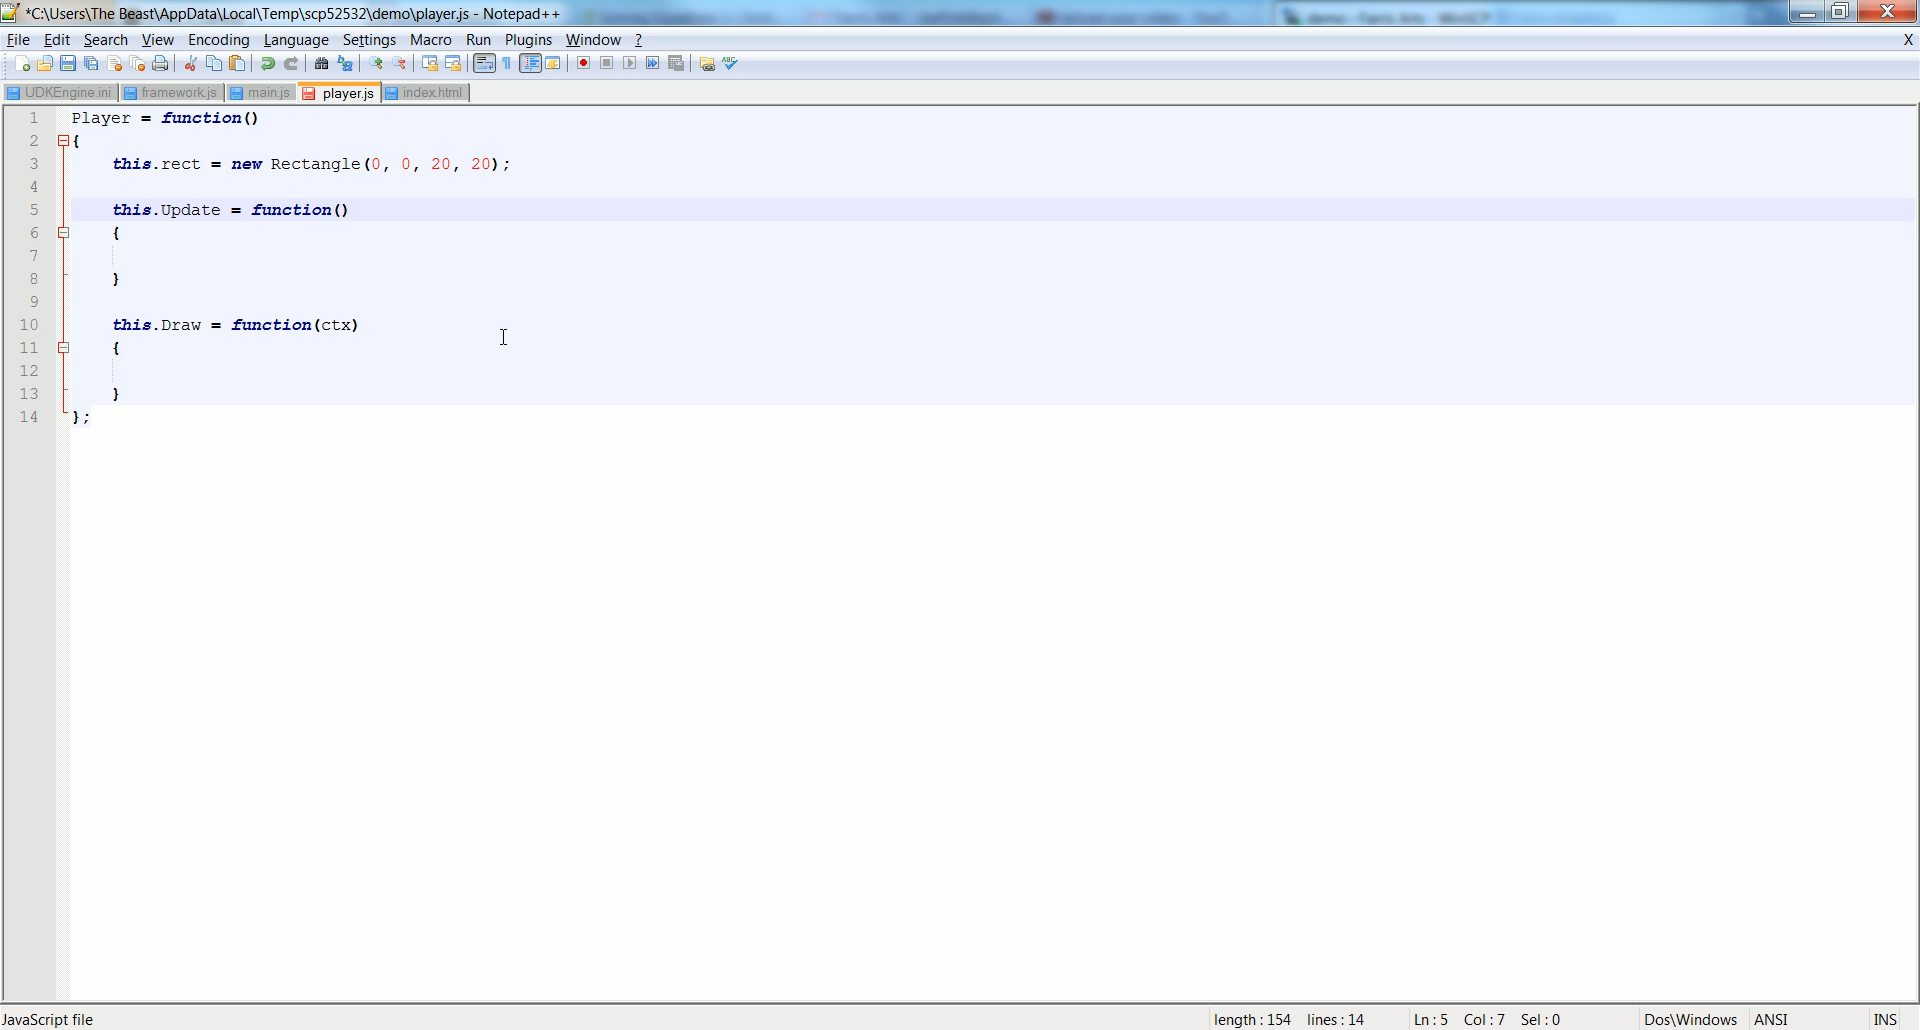 *C:\Users\The Beast\AppData\Local\Temp\scp52532\demo\player.js - Notepad++
File Edit Search View Encoding Language Settings Macro Run Plugins Window ? X
UDKEngine.ini framework.js main.js player.js index.html
1 Player = function()
2 {
3 this.rect = new Rectangle(0, 0, 20, 20);
4
5 this.Update = function()
6 {
7
8 }
9
10 this.Draw = function(ctx)
11 {
12
13 }
14 };
JavaScript file length : 154 lines : 14 Ln : 5 Col : 7 Sel : 0 Dos\Windows ANSI INS